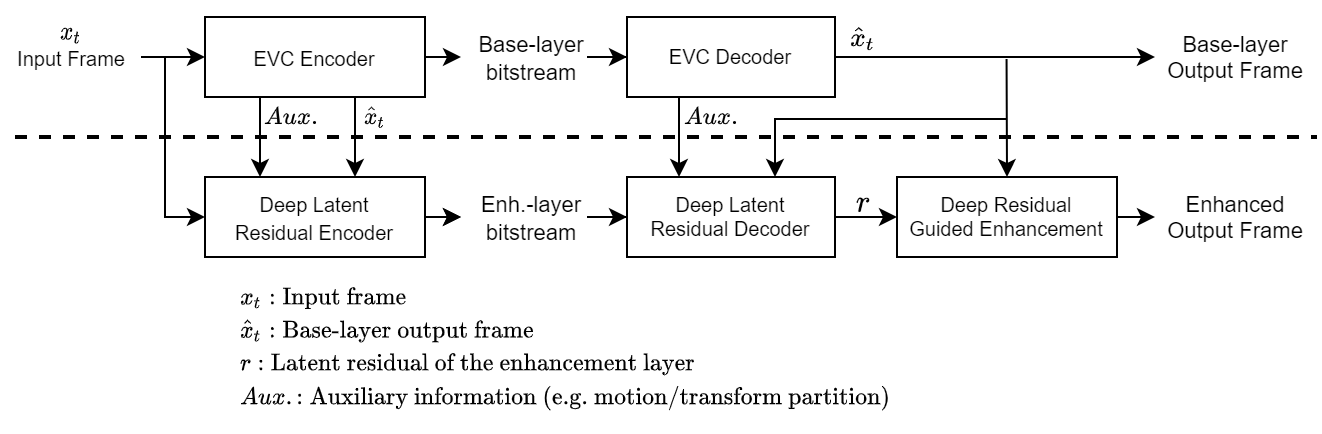 x_t
Input Frame
EVC Encoder
Base-layer
bitstream
EVC Decoder
x̂_t
Base-layer
Output Frame
Aux.
x̂_t
Aux.
Deep Latent
Residual Encoder
Enh.-layer
bitstream
Deep Latent
Residual Decoder
r
Deep Residual
Guided Enhancement
Enhanced
Output Frame
x_t : Input frame
x̂_t : Base-layer output frame
r : Latent residual of the enhancement layer
Aux. : Auxiliary information (e.g. motion/transform partition)